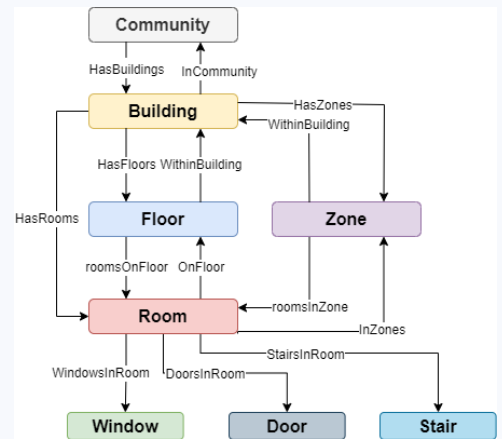 Community
HasBuildings
InCommunity
Building
HasZones
WithinBuilding
HasFloors
WithinBuilding
HasRooms
Floor
Zone
roomsOnFloor
OnFloor
roomsInZone
Room
InZones
StairsInRoom
WindowsInRoom
DoorsInRoom
Window
Door
Stair